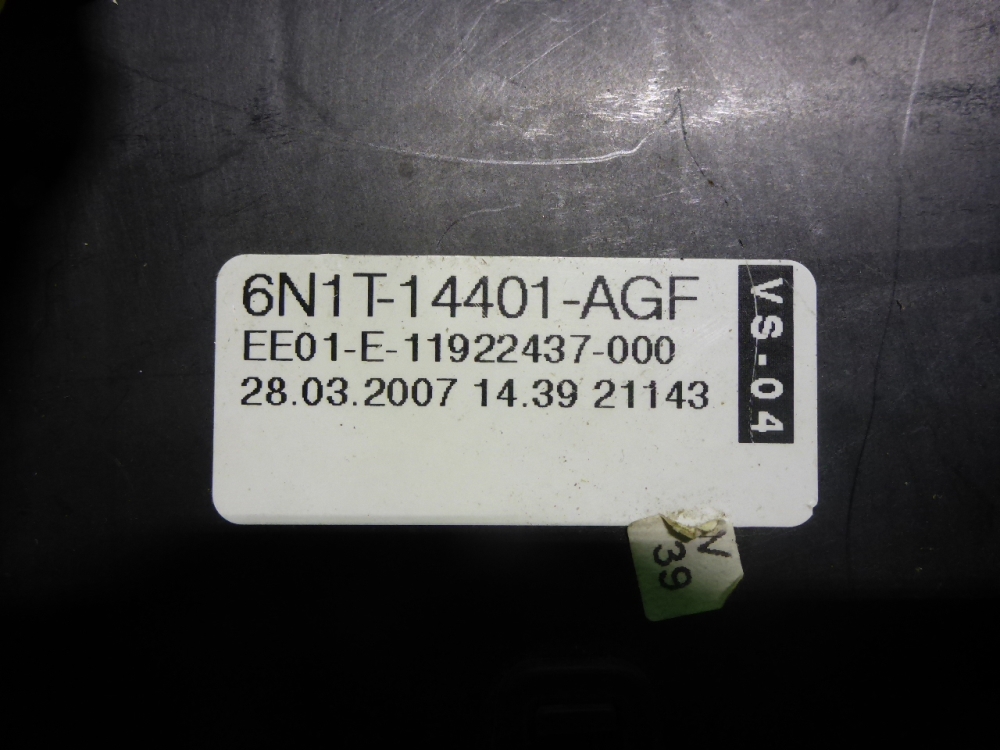 6N1T-14401-AGF
EE01-E-11922437-000
28.03.2007 14.39 21143
VS-04
N
39